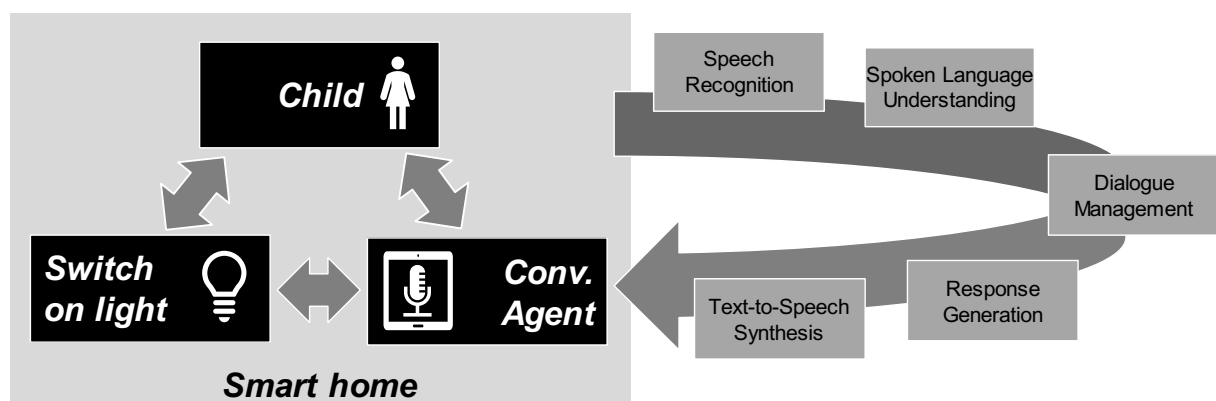 Child
Switch
on light
Conv.
Agent
Smart home
Speech
Recognition
Spoken Language
Understanding
Dialogue
Management
Response
Generation
Text-to-Speech
Synthesis